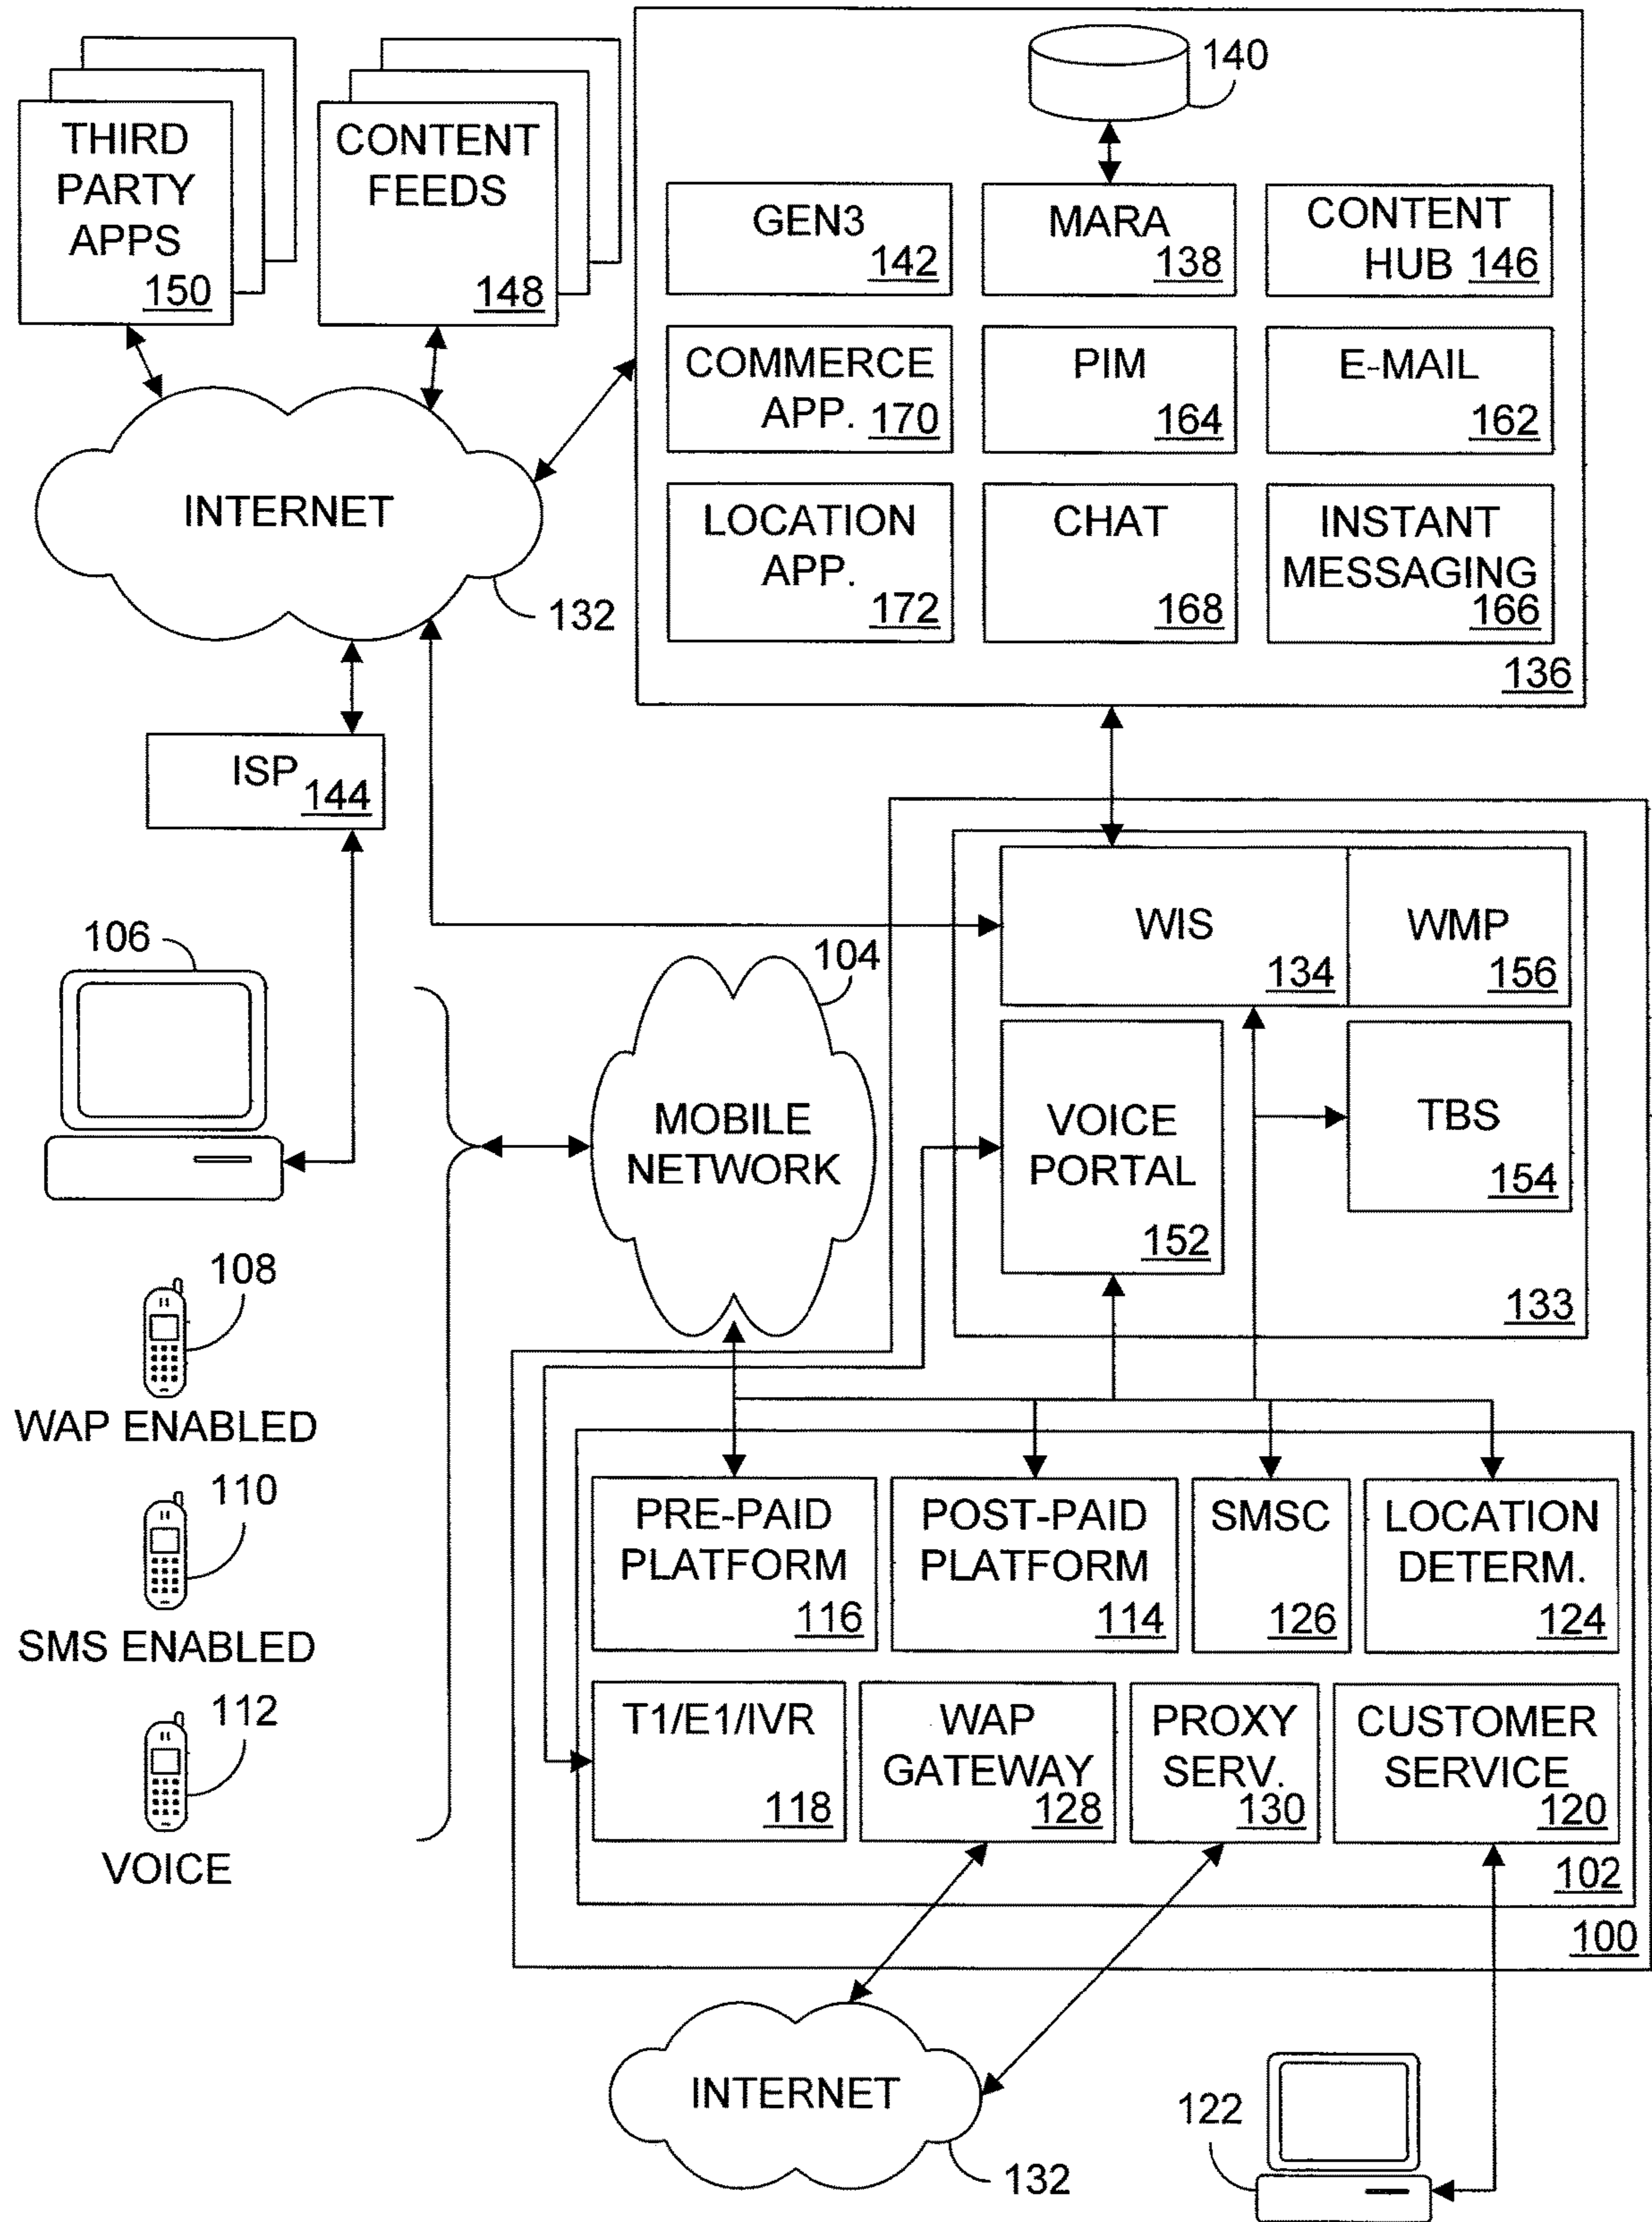 THIRD
PARTY
APPS
150
CONTENT
FEEDS
148
140
GEN3
142
MARA
138
CONTENT
HUB 146
COMMERCE
APP. 170
PIM
164
E-MAIL
162
LOCATION
APP.
172
CHAT
168
INSTANT
MESSAGING
166
136
INTERNET
132
ISP
144
106
104
MOBILE
NETWORK
WIS
134
WMP
156
VOICE
PORTAL
152
TBS
154
133
108
WAP ENABLED
110
SMS ENABLED
112
VOICE
PRE-PAID
PLATFORM
116
POST-PAID
PLATFORM
114
SMSC
126
LOCATION
DETERM.
124
T1/E1/IVR
118
WAP
GATEWAY
128
PROXY
SERV.
130
CUSTOMER
SERVICE
120
102
100
INTERNET
132
122